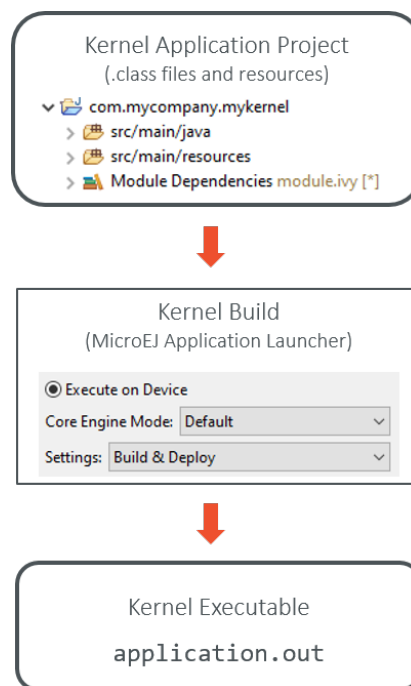 Kernel Application Project
(.class files and resources)
com.mycompany.mykernel
src/main/java
src/main/resources
Module Dependencies module.ivy [*]
Kernel Build
(MicroEJ Application Launcher)
Execute on Device
Core Engine Mode: Default
Settings: Build & Deploy
Kernel Executable
application.out